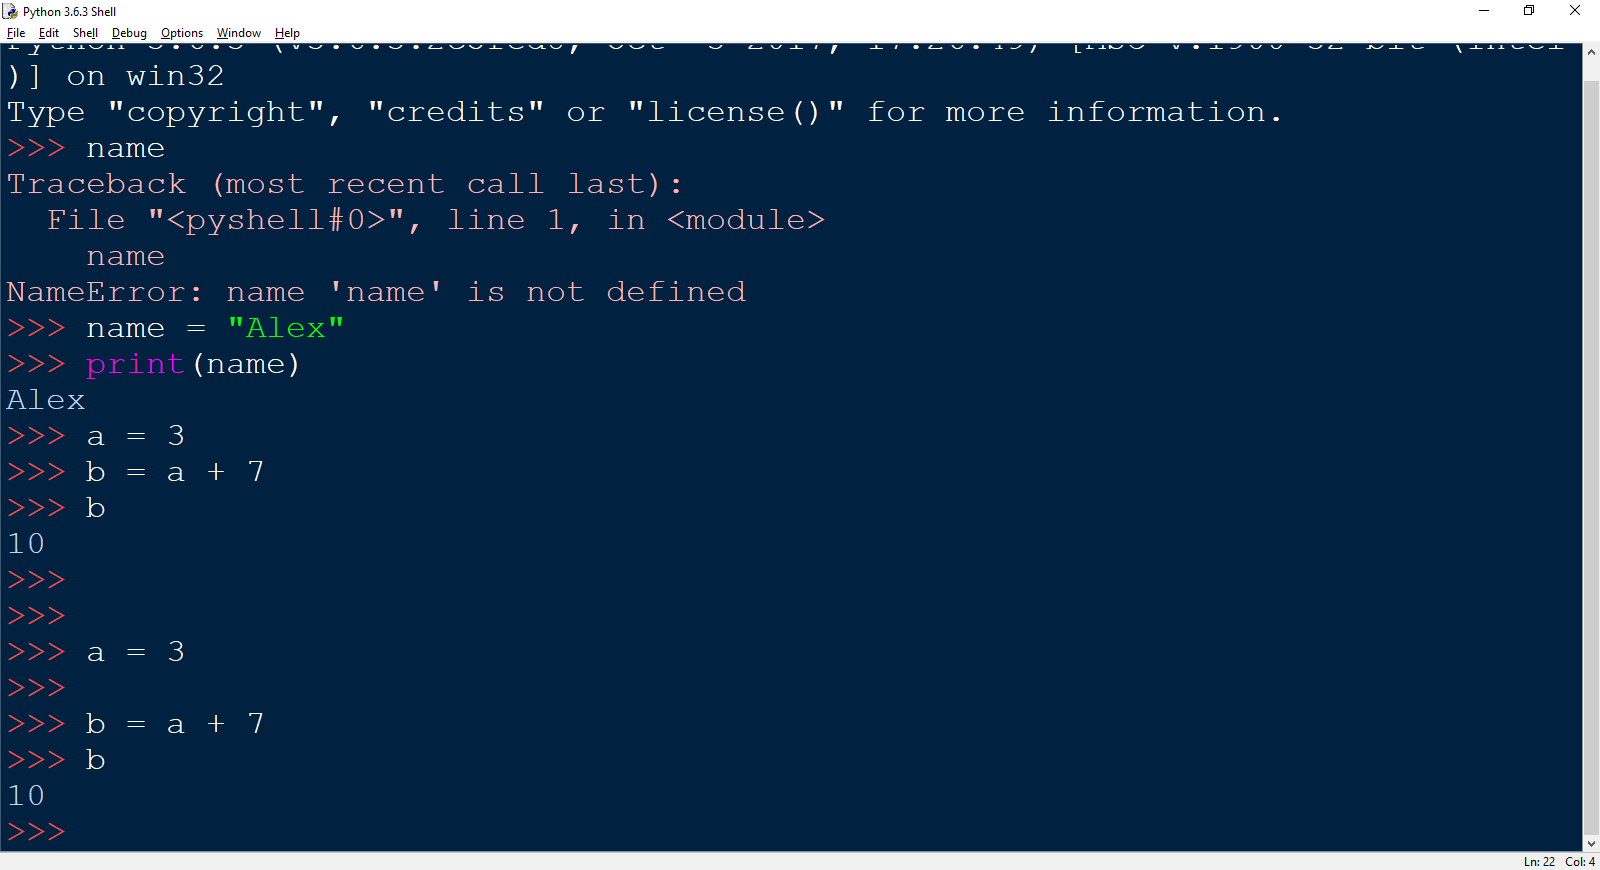 Python 3.6.3 Shell
File Edit Shell Debug Options Window Help
)] on win32
Type "copyright", "credits" or "license()" for more information.
>>> name
Traceback (most recent call last):
  File "<pyshell#0>", line 1, in <module>
    name
NameError: name 'name' is not defined
>>> name = "Alex"
>>> print(name)
Alex
>>> a = 3
>>> b = a + 7
>>> b
10
>>>
>>>
>>> a = 3
>>>
>>> b = a + 7
>>> b
10
>>>
Ln: 22 Col: 4